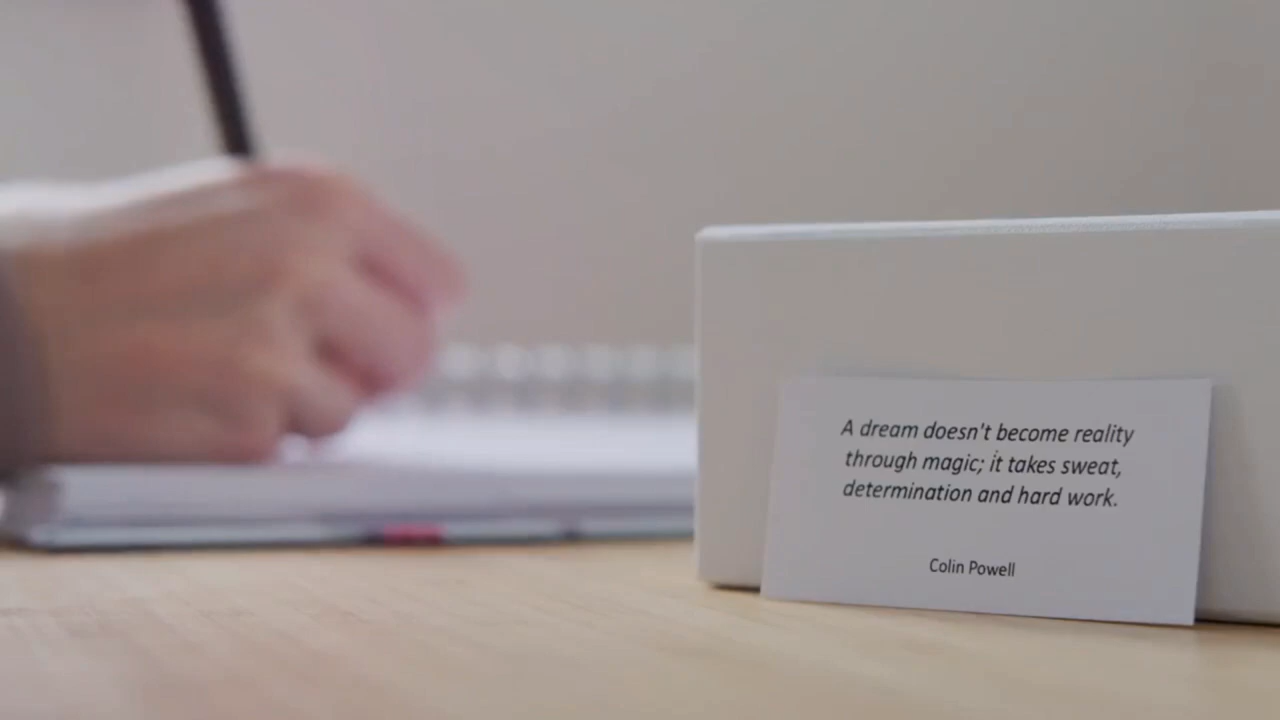 A dream doesn't become reality
through magic; it takes sweat,
determination and hard work.
Colin Powell